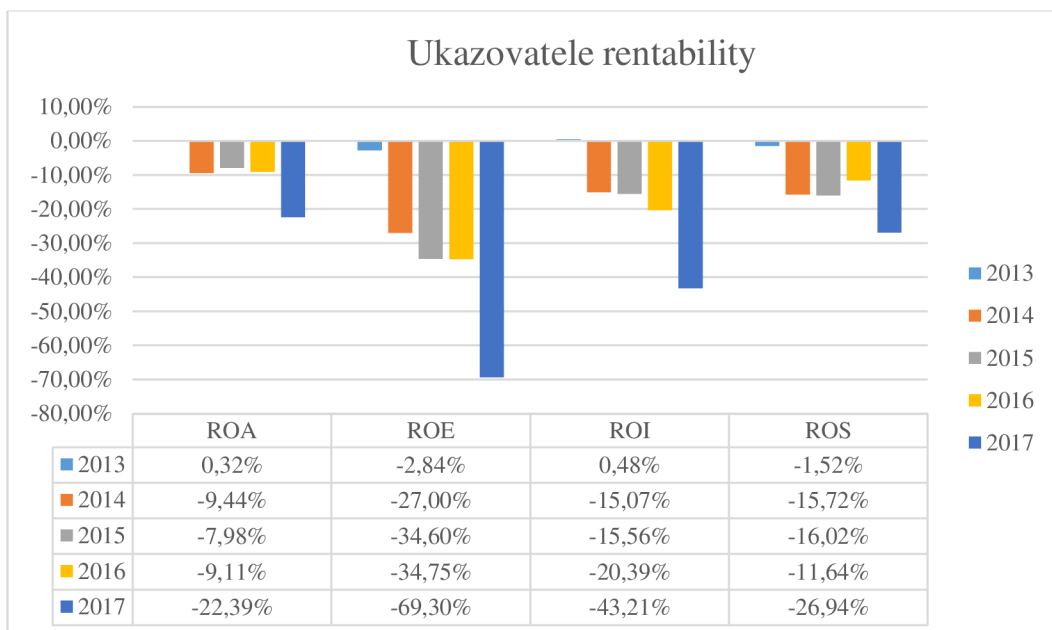 Ukazovatele rentability
10,00%
0,00%
-10,00%
-20,00%
-30,00%
-40,00%
-50,00%
-60,00%
-70,00%
-80,00%
2013
2014
2015
2016
2017
ROA ROE ROI ROS
2013 0,32% -2,84% 0,48% -1,52%
2014 -9,44% -27,00% -15,07% -15,72%
2015 -7,98% -34,60% -15,56% -16,02%
2016 -9,11% -34,75% -20,39% -11,64%
2017 -22,39% -69,30% -43,21% -26,94%